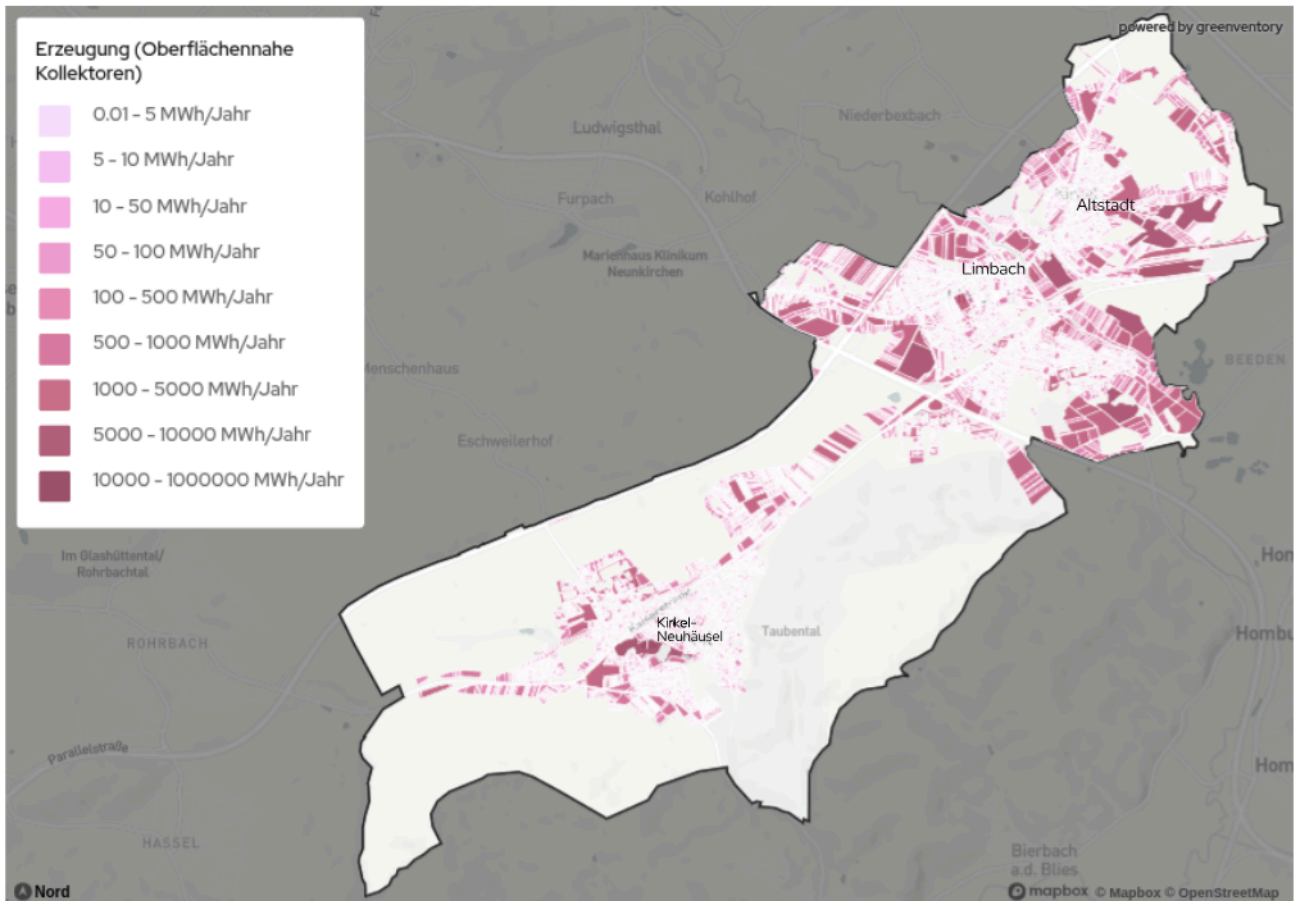 powered by greenventory
Erzeugung (Oberflächennahe
Kollektoren)
0.01 - 5 MWh/Jahr
5 - 10 MWh/Jahr
10 - 50 MWh/Jahr
50 - 100 MWh/Jahr
100 - 500 MWh/Jahr
500 - 1000 MWh/Jahr
1000 - 5000 MWh/Jahr
5000 - 10000 MWh/Jahr
10000 - 1000000 MWh/Jahr
Niederbexbach
Ludwigsthal
Furpach
Kohlhof
Altstadt
Marienhaus Klinikum
Neunkirchen
Limbach
BEEDEN
Menschenhaus
Eschweilerhof
Im Glashüttental/
Rohrbachtal
Kaiserstraße
Kirkel-
Neuhäusel
Taubental
ROHRBACH
Hombu
Parallelstraße
Hom
HASSEL
Bierbach
a.d. Blies
Nord
mapbox © Mapbox © OpenStreetMap